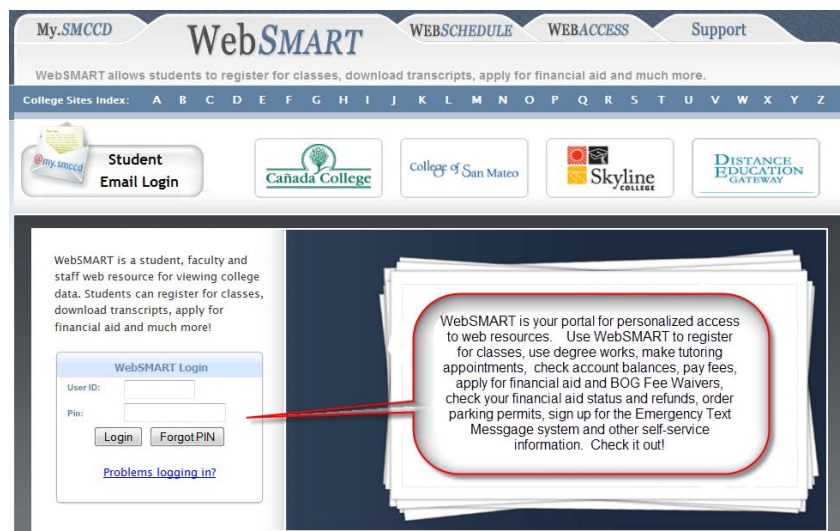 My.SMCCD
WebSMART
WEBSCHEDULE
WEBACCESS
Support
WebSMART allows students to register for classes, download transcripts, apply for financial aid and much more.
College Sites Index: A B C D E F G H I J K L M N O P Q R S T U V W X Y Z
@my.smccd
Student
Email Login
Cañada College
College of San Mateo
Skyline
COLLEGE
DISTANCE
EDUCATION
GATEWAY
WebSMART is a student, faculty and
staff web resource for viewing college
data. Students can register for classes,
download transcripts, apply for
financial aid and much more!
WebSMART Login
User ID:
Pin:
Login Forgot PIN
Problems logging in?
WebSMART is your portal for personalized access
to web resources. Use WebSMART to register
for classes, use degree works, make tutoring
appointments, check account balances, pay fees,
apply for financial aid and BOG Fee Waivers,
check your financial aid status and refunds, order
parking permits, sign up for the Emergency Text
Messgage system and other self-service
information. Check it out!